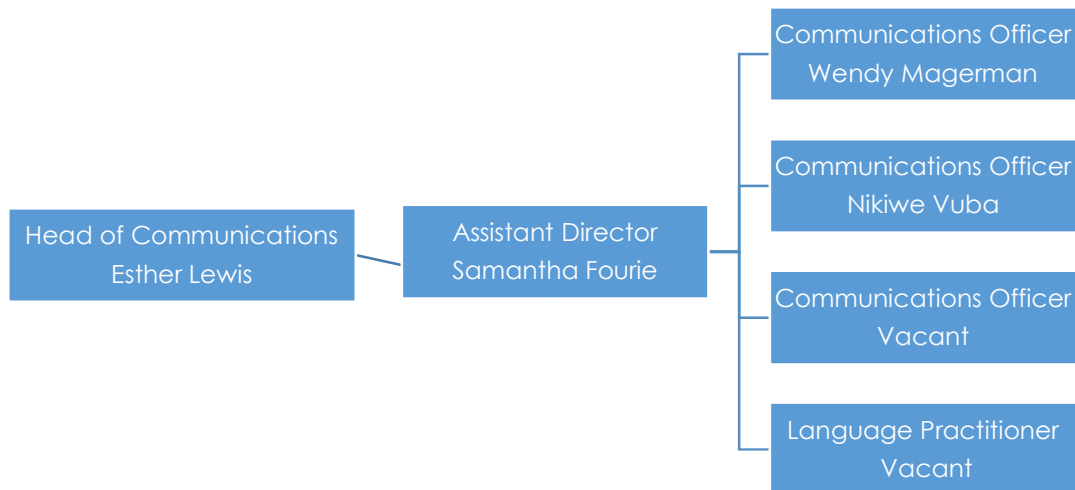 Head of Communications
Esther Lewis
Assistant Director
Samantha Fourie
Communications Officer
Wendy Magerman
Communications Officer
Nikiwe Vuba
Communications Officer
Vacant
Language Practitioner
Vacant